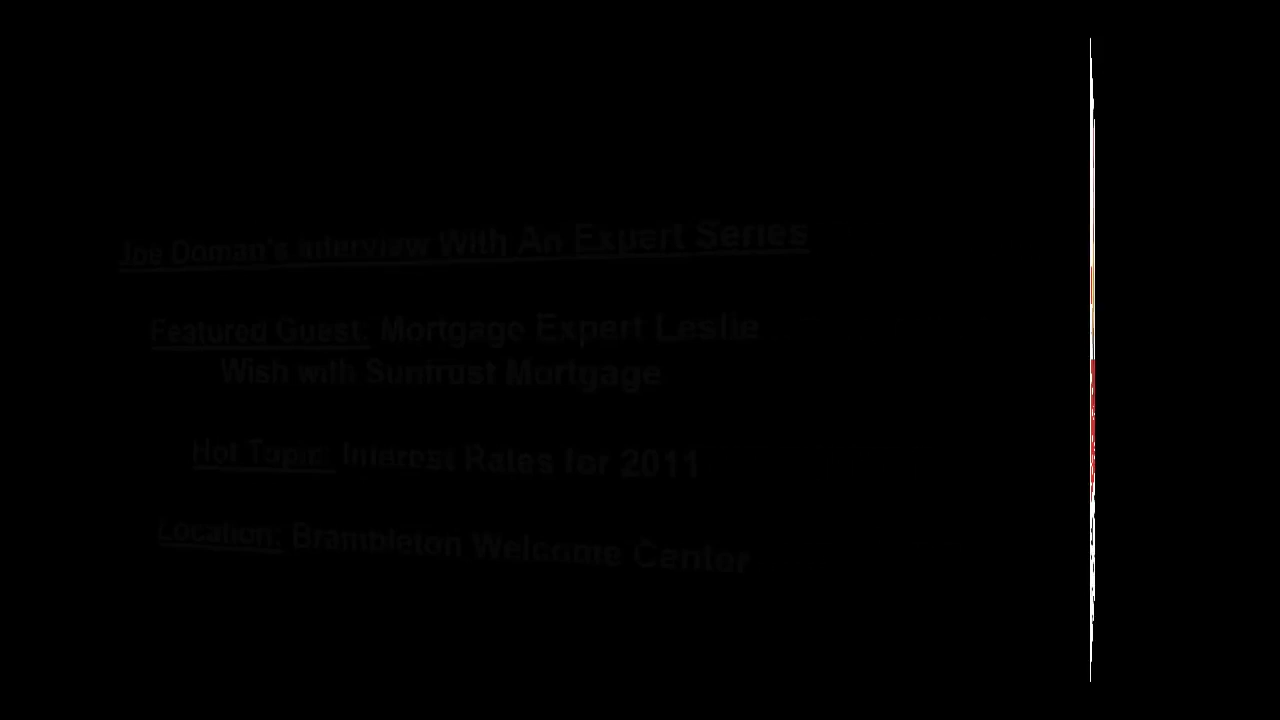 Joe Doman's Interview With An Expert Series
Featured Guest: Mortgage Expert Leslie
Wish with Suntrust Mortgage
Hot Topic: Interest Rates for 2011
Location: Brambleton Welcome Center